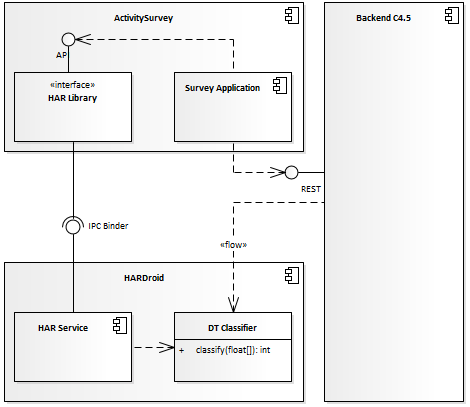 ActivitySurvey
Backend C4.5
AP
«interface»
HAR Library
Survey Application
REST
IPC Binder
«flow»
HARDroid
HAR Service
DT Classifier
+ classify(float[]): int